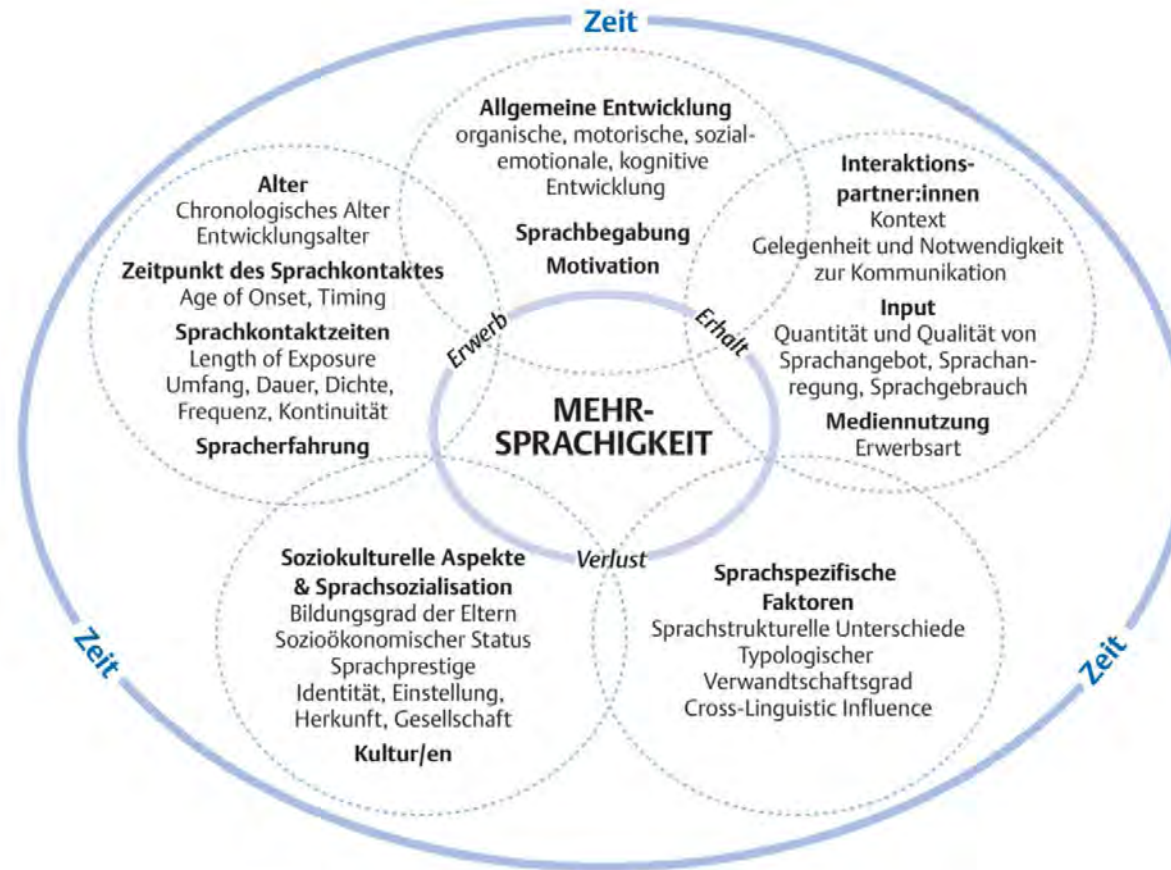 Zeit
Allgemeine Entwicklung
organische, motorische, sozial-
emotionale, kognitive
Entwicklung
Sprachbegabung
Motivation
Alter
Chronologisches Alter
Entwicklungsalter
Zeitpunkt des Sprachkontaktes
Age of Onset, Timing
Sprachkontaktzeiten
Length of Exposure
Umfang, Dauer, Dichte,
Frequenz, Kontinuität
Spracherfahrung
Interaktions-
partner:innen
Kontext
Gelegenheit und Notwendigkeit
zur Kommunikation
Input
Quantität und Qualität von
Sprachangebot, Sprachan-
regung, Sprachgebrauch
Mediennutzung
Erwerbsart
Erwerb
Erhalt
MEHR-
SPRACHIGKEIT
Verlust
Soziokulturelle Aspekte
& Sprachsozialisation
Bildungsgrad der Eltern
Sozioökonomischer Status
Sprachprestige
Identität, Einstellung,
Herkunft, Gesellschaft
Kultur/en
Sprachspezifische
Faktoren
Sprachstrukturelle Unterschiede
Typologischer
Verwandtschaftsgrad
Cross-Linguistic Influence
Zeit
Zeit